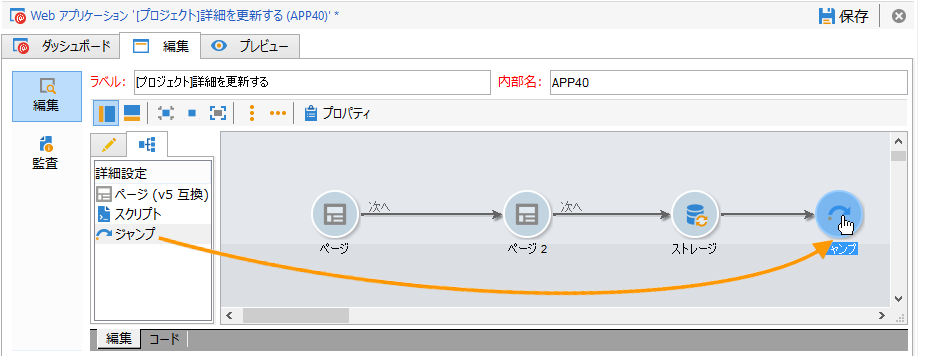 Web アプリケーション '[プロジェクト]詳細を更新する (APP40)' *
保存
ダッシュボード
編集
プレビュー
編集
監査
ラベル:
[プロジェクト]詳細を更新する
内部名:
APP40
プロパティ
詳細設定
ページ (v5 互換)
スクリプト
ジャンプ
次へ
次へ
ページ
ページ 2
ストレージ
ャンプ
編集
コード